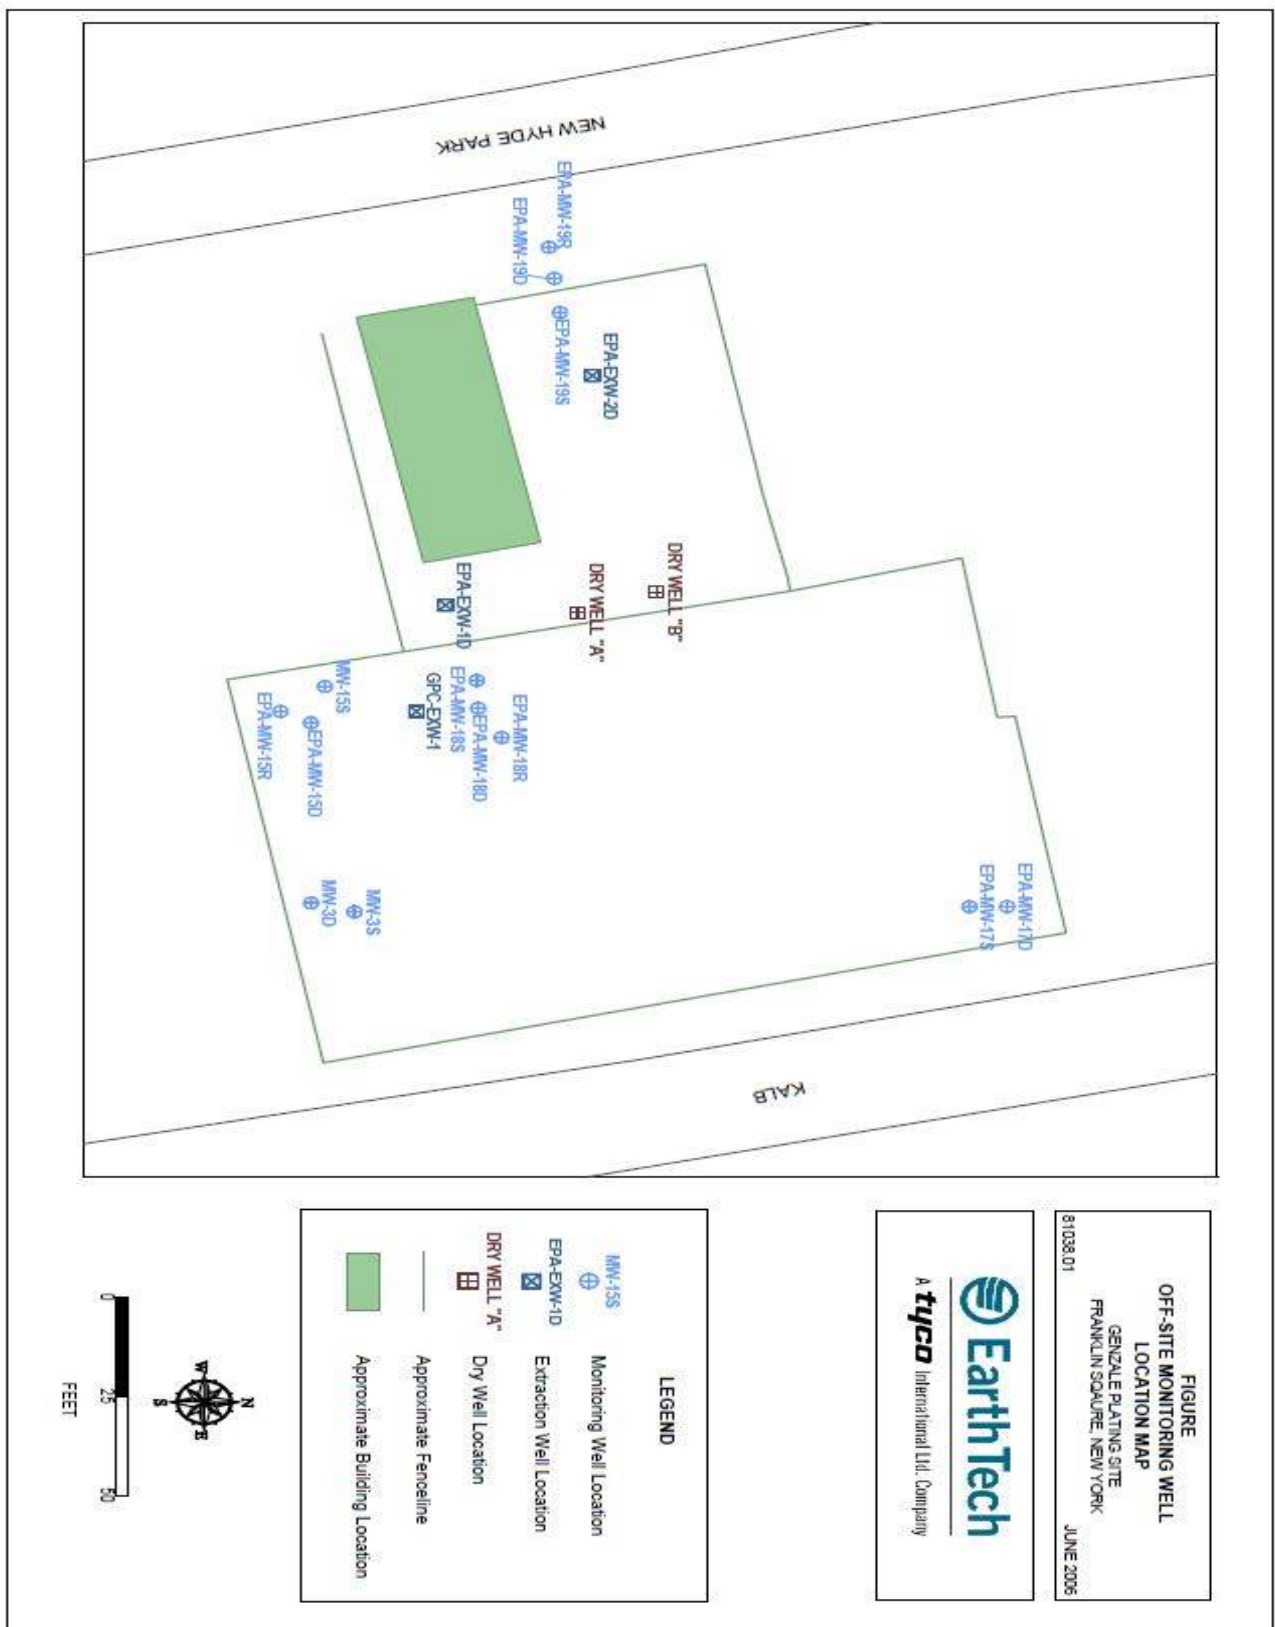 NEW HYDE PARK
EPA-MW-19R
EPA-MW-19D
EPA-MW-19S
EPA-EXW-2D
DRY WELL "B"
DRY WELL "A"
EPA-EXW-1D
GPC-EXW-1
EPA-MW-18S
EPA-MW-18D
EPA-MW-18R
MW-15S
EPA-MW-15R
EPA-MW-15D
MW-3D
MW-3S
EPA-MW-17D
EPA-MW-17S
KALB
FIGURE
OFF-SITE MONITORING WELL
LOCATION MAP
GENZALE PLATING SITE
FRANKLIN SQAURE, NEW YORK
81038.01
JUNE 2006
EarthTech
A tyco International Ltd. Company
LEGEND
MW-15S
Monitoring Well Location
EPA-EXW-1D
Extraction Well Location
DRY WELL "A"
Dry Well Location
Approximate Fenceline
Approximate Building Location
N
W
E
S
0 25 50
FEET